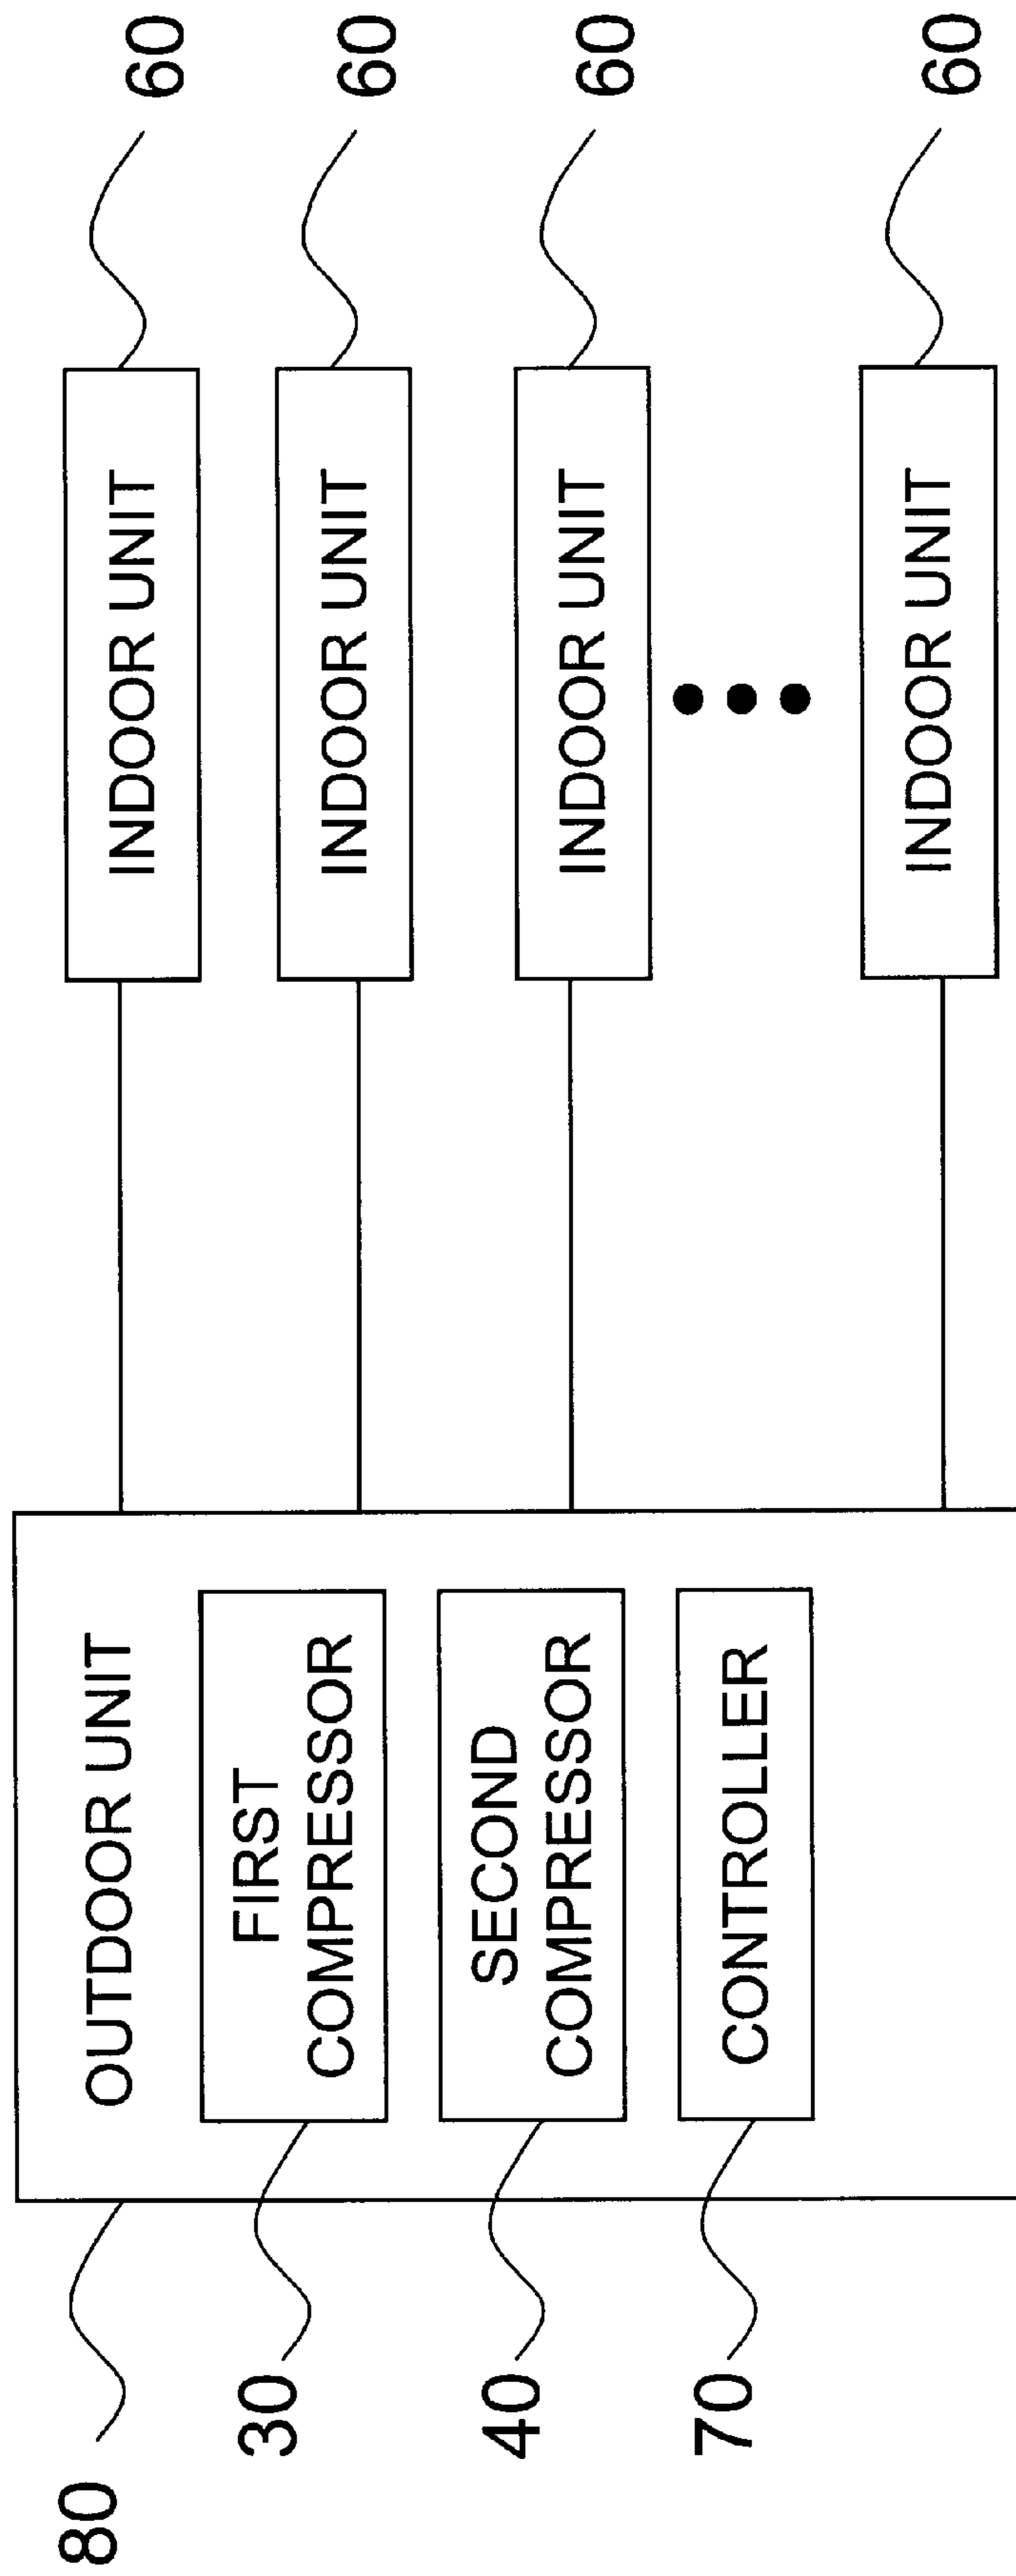 80
OUTDOOR UNIT
30
FIRST
COMPRESSOR
40
SECOND
COMPRESSOR
70
CONTROLLER
INDOOR UNIT
60
INDOOR UNIT
60
INDOOR UNIT
60
INDOOR UNIT
60